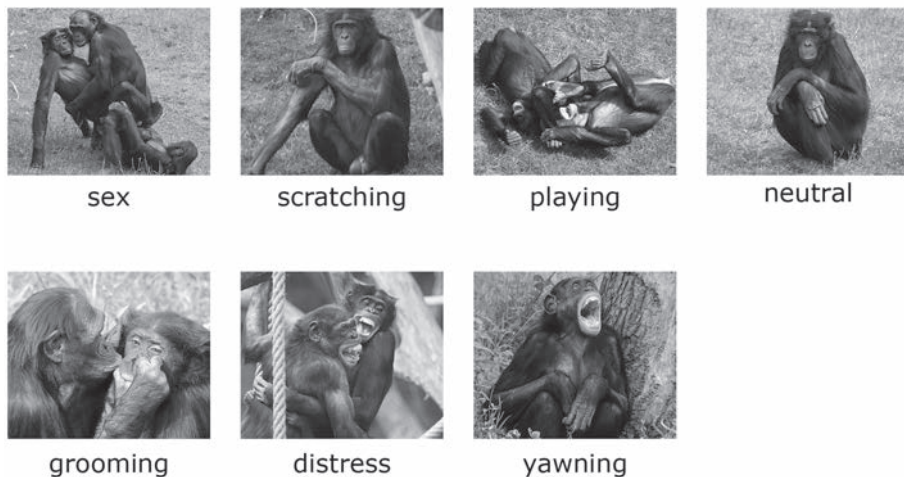 sex
scratching
playing
neutral
grooming
distress
yawning